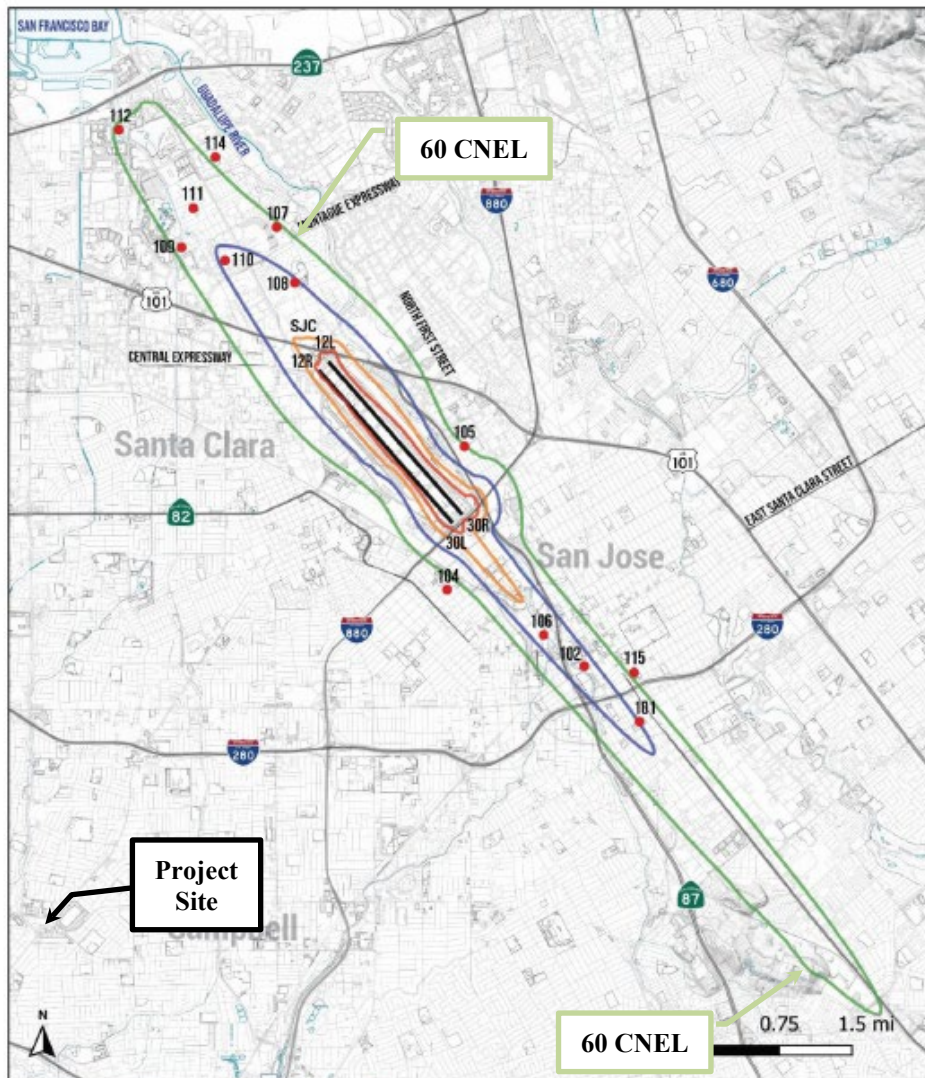 SAN FRANCISCO BAY
237
GUADALUPE RIVER
112
114
60 CNEL
111
107
MONTAGUE EXPRESSWAY
880
109
110
108
680
101
NORTH FIRST STREET
SJC
12L
12R
CENTRAL EXPRESSWAY
Santa Clara
105
101
EAST SANTA CLARA STREET
82
30R
30L
San Jose
104
880
106
102
115
280
101
280
Project
Site
Campbell
87
N
60 CNEL
0.75
1.5 mi